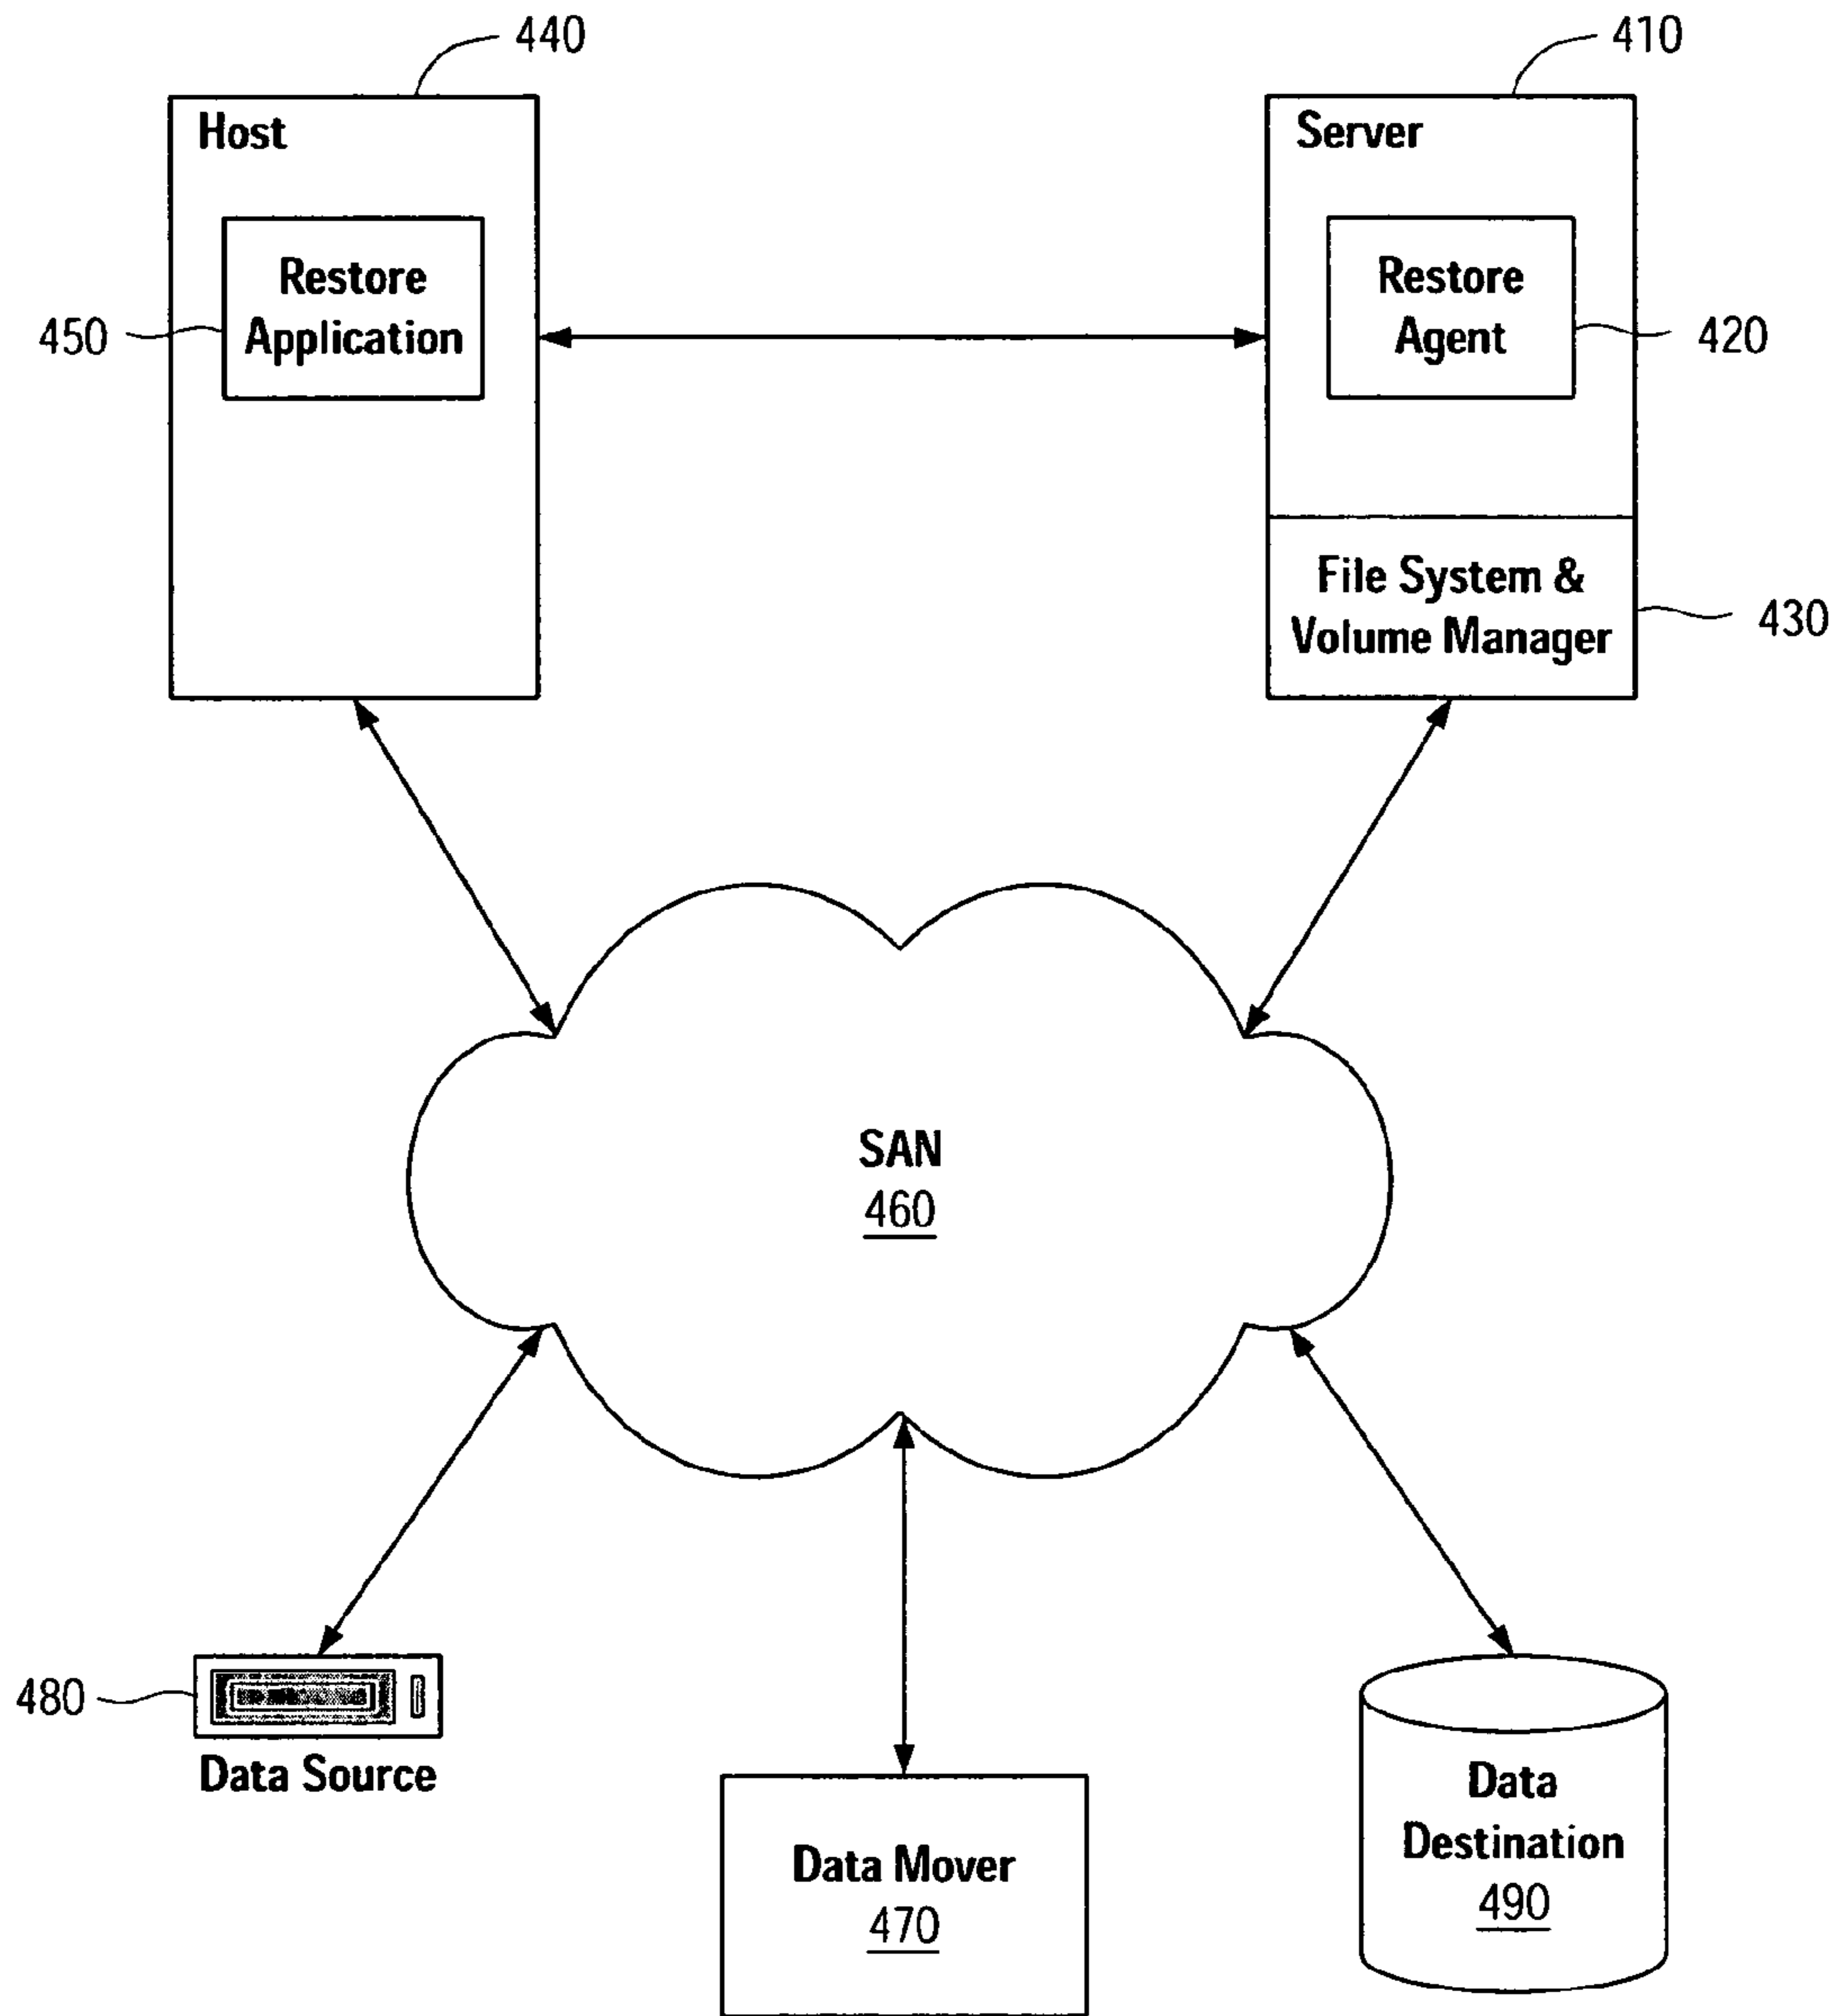 440
410
Host
Server
Restore
Application
450
Restore
Agent
420
File System &
Volume Manager
430
SAN
460
480
Data Source
Data Mover
470
Data
Destination
490